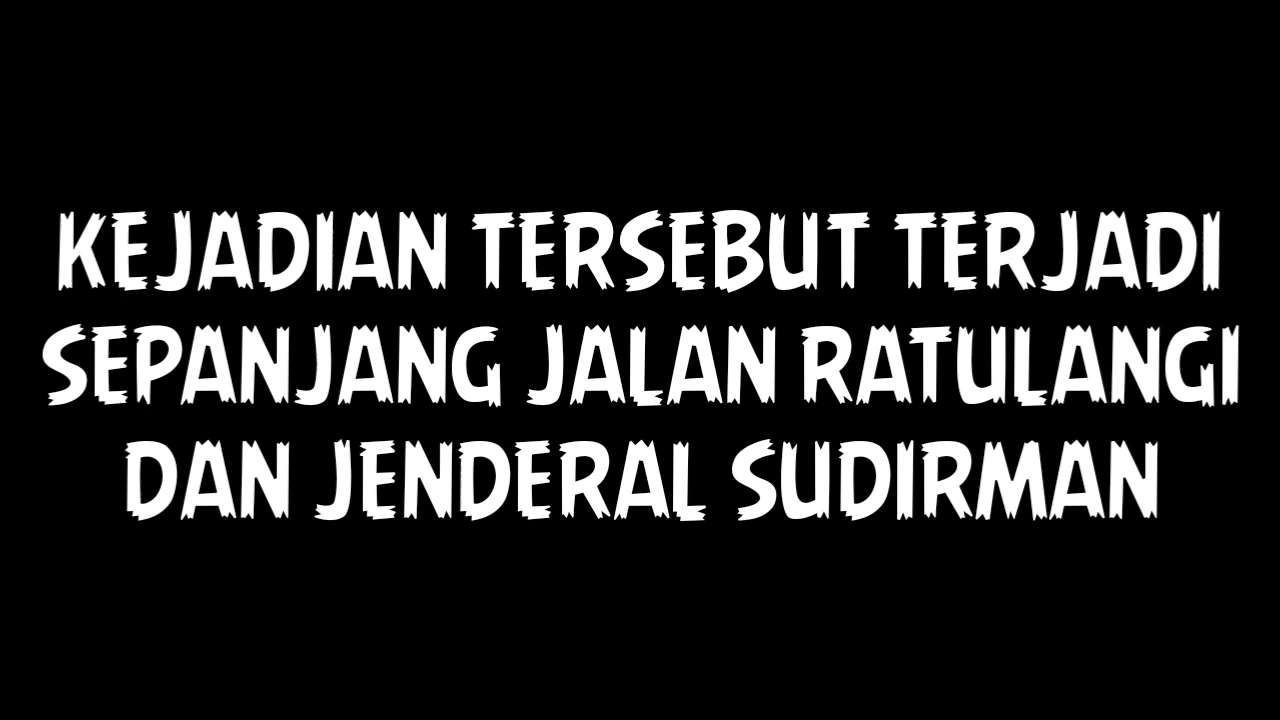 KEJADIAN TERSEBUT TERJADI
SEPANJANG JALAN RATULANGI
DAN JENDERAL SUDIRMAN